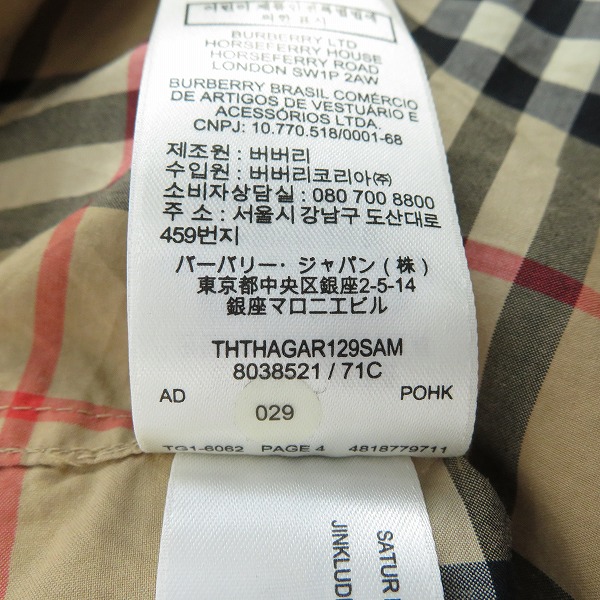 BURBERRY LTD
HORSEFERRY HOUSE
HORSEFERRY ROAD
LONDON SW1P 2AW
BURBERRY BRASIL COMÉRCIO
DE ARTIGOS DE VESTUÁRIO E
ACESSÓRIOS LTDA.
CNPJ: 10.770.518/0001-68
제조원 : 버버리
수입원 : 버버리코리아㈜
소비자상담실 : 080 700 8800
주 소 : 서울시 강남구 도산대로
459번지
バーバリー・ジャパン（株）
東京都中央区銀座2-5-14
銀座マロニエビル
THTHAGAR129SAM
8038521 / 71C
AD
POHK
029
TG1-6062 PAGE 4 4818779711
SATUR
JINKLUD